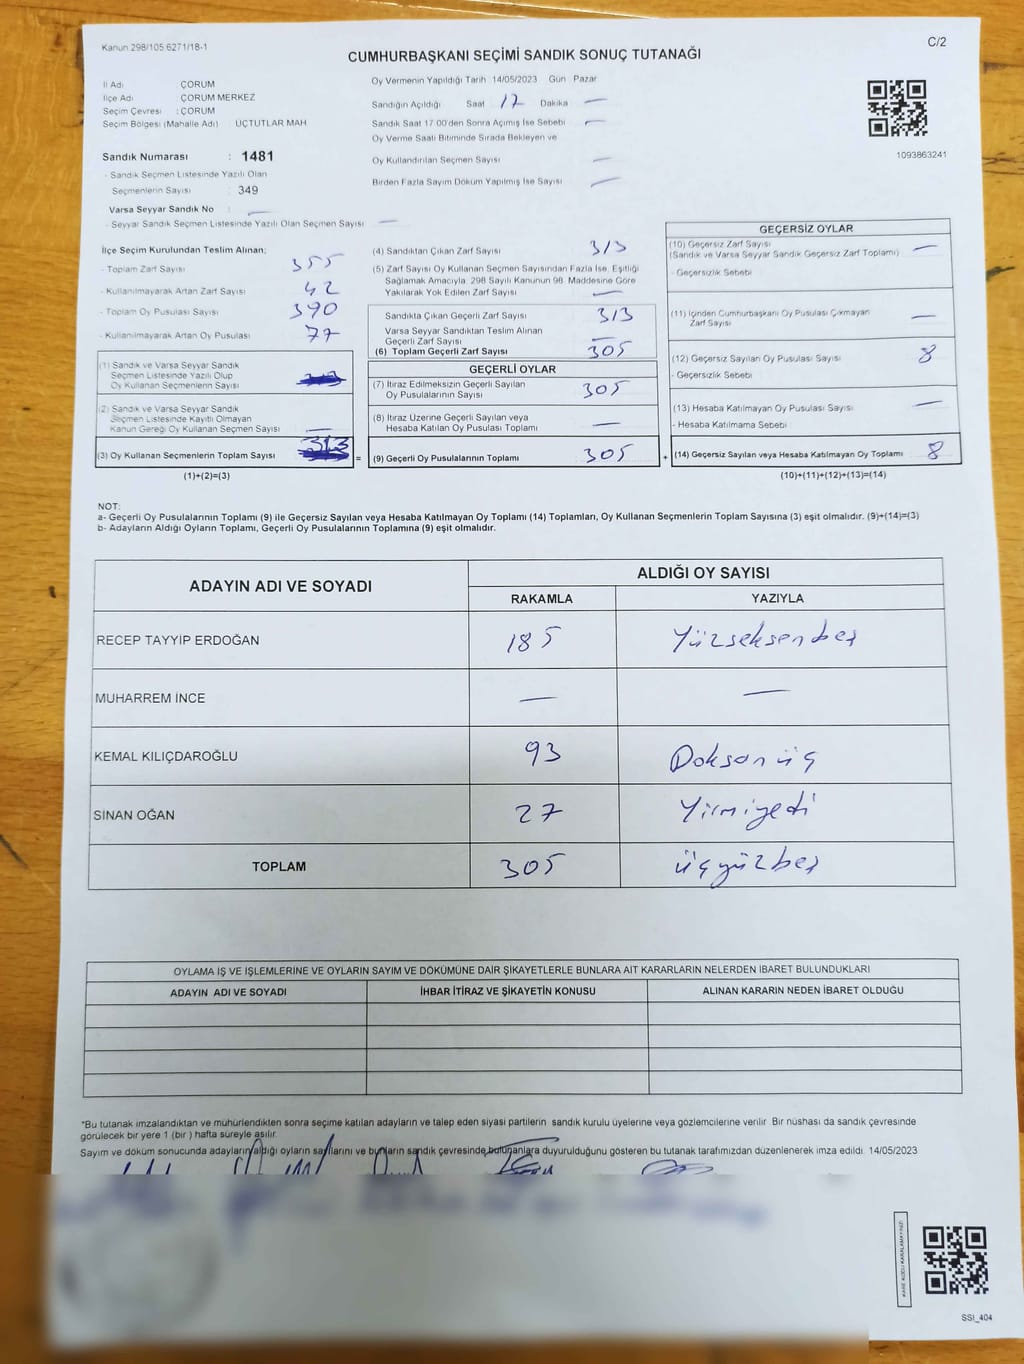 Kanun 298/105.6271/18-1
C/2
CUMHURBAŞKANI SEÇİMİ SANDIK SONUÇ TUTANAĞI
İl Adı : ÇORUM
İlçe Adı : ÇORUM MERKEZ
Seçim Çevresi : ÇORUM
Seçim Bölgesi (Mahalle Adı) : UÇTUTLAR MAH
Sandık Numarası : 1481
- Sandık Seçmen Listesinde Yazılı Olan
Seçmenlerin Sayısı : 349
Varsa Seyyar Sandık No : —
- Seyyar Sandık Seçmen Listesinde Yazılı Olan Seçmen Sayısı —
Oy Vermenin Yapıldığı Tarih 14/05/2023 Gün Pazar
Sandığın Açıldığı Saat 17 Dakika —
Sandık Saat 17.00'den Sonra Açımış İse Sebebi —
Oy Verme Saati Bitiminde Sırada Bekleyen ve
Oy Kullandırılan Seçmen Sayısı —
Birden Fazla Sayım Döküm Yapılmış İse Sayısı —
1093863241
İlçe Seçim Kurulundan Teslim Alınan;
- Toplam Zarf Sayısı 355
- Kullanılmayarak Artan Zarf Sayısı 42
- Toplam Oy Pusulası Sayısı 390
- Kullanılmayarak Artan Oy Pusulası 77
(1) Sandık ve Varsa Seyyar Sandık
Seçmen Listesinde Yazılı Olup
Oy Kullanan Seçmenlerin Sayısı
(2) Sandık ve Varsa Seyyar Sandık
Seçmen Listesinde Kayıtlı Olmayan
Kanun Gereği Oy Kullanan Seçmen Sayısı —
(3) Oy Kullanan Seçmenlerin Toplam Sayısı 313
(1)+(2)=(3)
(4) Sandıktan Çıkan Zarf Sayısı 313
(5) Zarf Sayısı Oy Kullanan Seçmen Sayısından Fazla İse, Eşitliği
Sağlamak Amacıyla; 298 Sayılı Kanunun 98. Maddesine Göre
Yakılarak Yok Edilen Zarf Sayısı —
Sandıkta Çıkan Geçerli Zarf Sayısı 313
Varsa Seyyar Sandıktan Teslim Alınan
Geçerli Zarf Sayısı —
(6) Toplam Geçerli Zarf Sayısı 305
GEÇERLİ OYLAR
(7) İtiraz Edilmeksizin Geçerli Sayılan
Oy Pusulalarının Sayısı 305
(8) İtiraz Üzerine Geçerli Sayılan veya
Hesaba Katılan Oy Pusulası Toplamı —
= (9) Geçerli Oy Pusulalarının Toplamı 305
GEÇERSİZ OYLAR
(10) Geçersiz Zarf Sayısı
(Sandık ve Varsa Seyyar Sandık Geçersiz Zarf Toplamı) —
- Geçersizlik Sebebi
(11) İçinden Cumhurbaşkanı Oy Pusulası Çıkmayan
Zarf Sayısı —
(12) Geçersiz Sayılan Oy Pusulası Sayısı 8
- Geçersizlik Sebebi
(13) Hesaba Katılmayan Oy Pusulası Sayısı —
- Hesaba Katılmama Sebebi
+ (14) Geçersiz Sayılan veya Hesaba Katılmayan Oy Toplamı 8
(10)+(11)+(12)+(13)=(14)
NOT:
a- Geçerli Oy Pusulalarının Toplamı (9) ile Geçersiz Sayılan veya Hesaba Katılmayan Oy Toplamı (14) Toplamları, Oy Kullanan Seçmenlerin Toplam Sayısına (3) eşit olmalıdır. (9)+(14)=(3)
b- Adayların Aldığı Oyların Toplamı, Geçerli Oy Pusulalarının Toplamına (9) eşit olmalıdır.
ADAYIN ADI VE SOYADI
ALDIĞI OY SAYISI
RAKAMLA YAZIYLA
RECEP TAYYİP ERDOĞAN 185 Yüzseksenbeş
MUHARREM İNCE — —
KEMAL KILIÇDAROĞLU 93 Doksanüç
SİNAN OĞAN 27 Yirmiyedi
TOPLAM 305 üçyüzbeş
OYLAMA İŞ VE İŞLEMLERİNE VE OYLARIN SAYIM VE DÖKÜMÜNE DAİR ŞİKAYETLERLE BUNLARA AİT KARARLARIN NELERDEN İBARET BULUNDUKLARI
ADAYIN ADI VE SOYADI İHBAR İTİRAZ VE ŞİKAYETİN KONUSU ALINAN KARARIN NEDEN İBARET OLDUĞU
*Bu tutanak imzalandıktan ve mühürlendikten sonra seçime katılan adayların ve talep eden siyasi partilerin sandık kurulu üyelerine veya gözlemcilerine verilir. Bir nüshası da sandık çevresinde
görülecek bir yere 1 (bir ) hafta süreyle asılır.
Sayım ve döküm sonucunda adayların aldığı oyların sayılarını ve bunların sandık çevresinde bulunanlara duyurulduğunu gösteren bu tutanak tarafımızdan düzenlenerek imza edildi. 14/05/2023
SSI_404